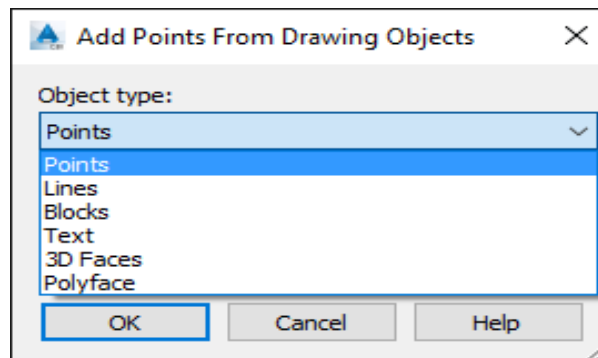 Add Points From Drawing Objects
Object type:
Points
Points
Lines
Blocks
Text
3D Faces
Polyface
OK Cancel Help